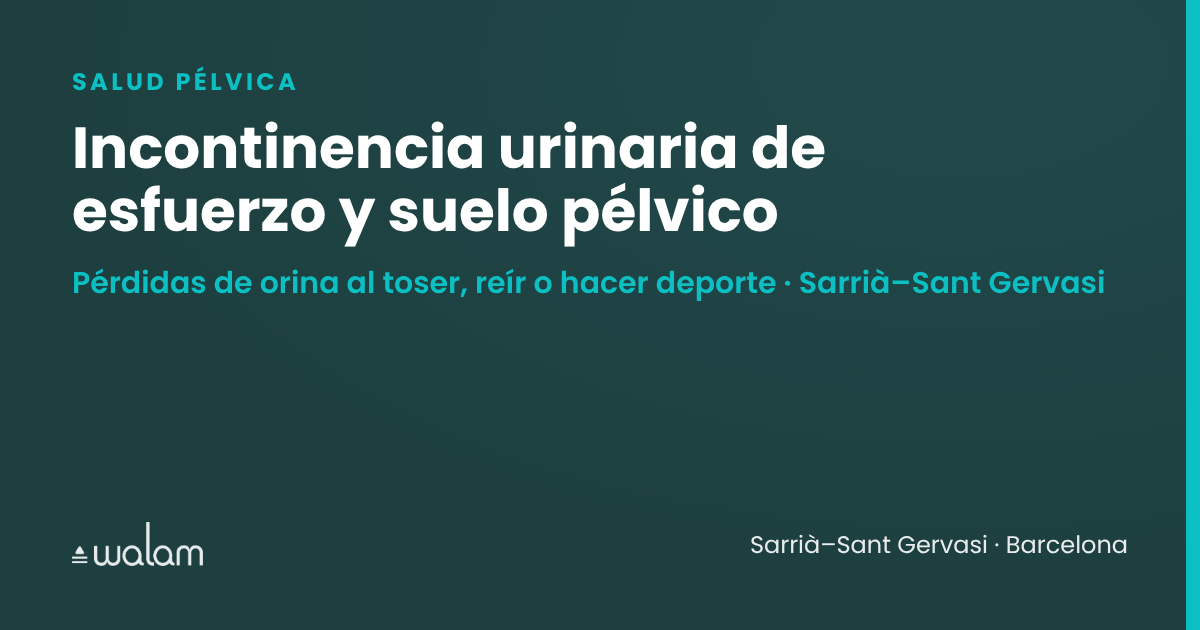 SALUD PÉLVICA
Incontinencia urinaria de
esfuerzo y suelo pélvico
Pérdidas de orina al toser, reír o hacer deporte · Sarrià–Sant Gervasi
walam
Sarrià–Sant Gervasi · Barcelona